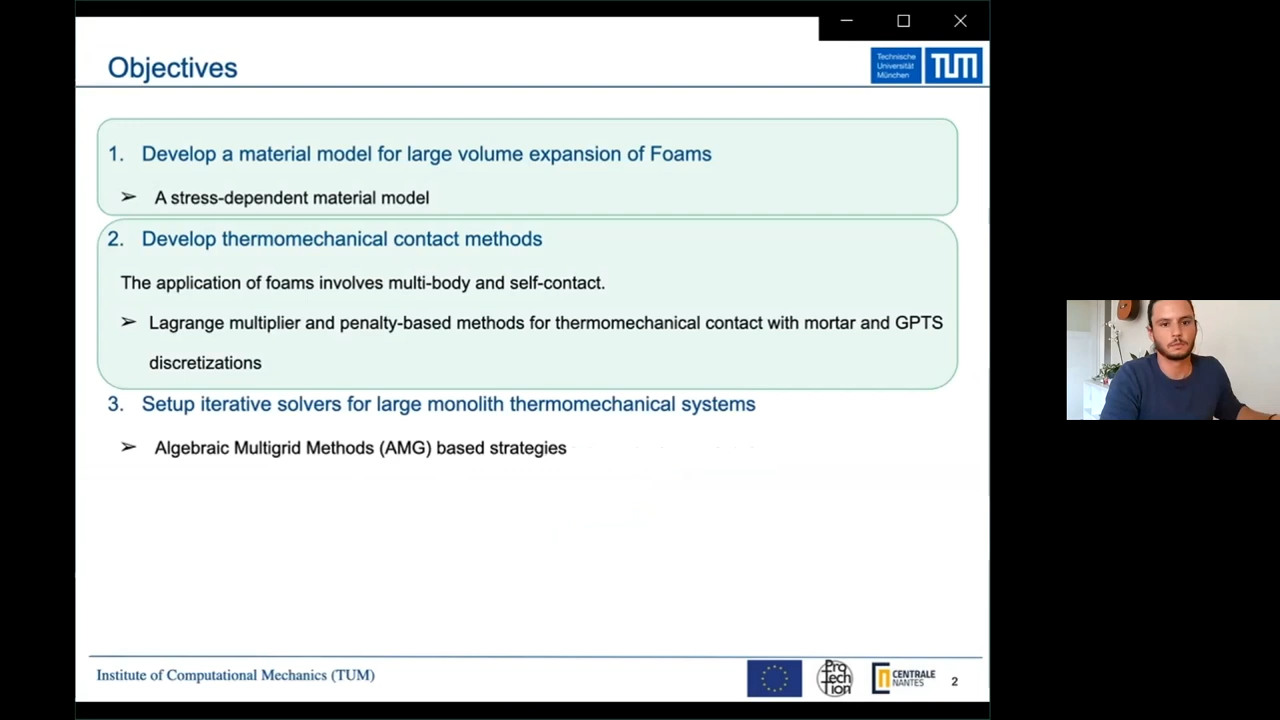 Objectives
Technische
Universität
München
TUM
1. Develop a material model for large volume expansion of Foams
➢ A stress-dependent material model
2. Develop thermomechanical contact methods
The application of foams involves multi-body and self-contact.
➢ Lagrange multiplier and penalty-based methods for thermomechanical contact with mortar and GPTS
discretizations
3. Setup iterative solvers for large monolith thermomechanical systems
➢ Algebraic Multigrid Methods (AMG) based strategies
Institute of Computational Mechanics (TUM)
Pro
Tech
tion
CENTRALE
NANTES
2